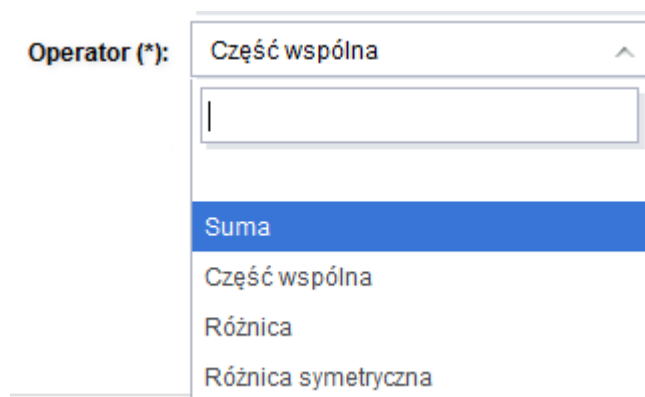 Operator (*): Część wspólna
Suma
Część wspólna
Różnica
Różnica symetryczna